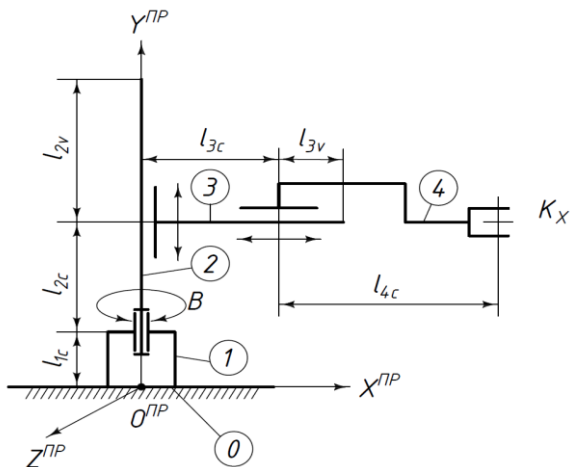 Y^ПР
l_2v
l_3c
l_3v
3
4
K_X
2
l_2c
l_4c
B
l_1c
1
X^ПР
O^ПР
Z^ПР
0